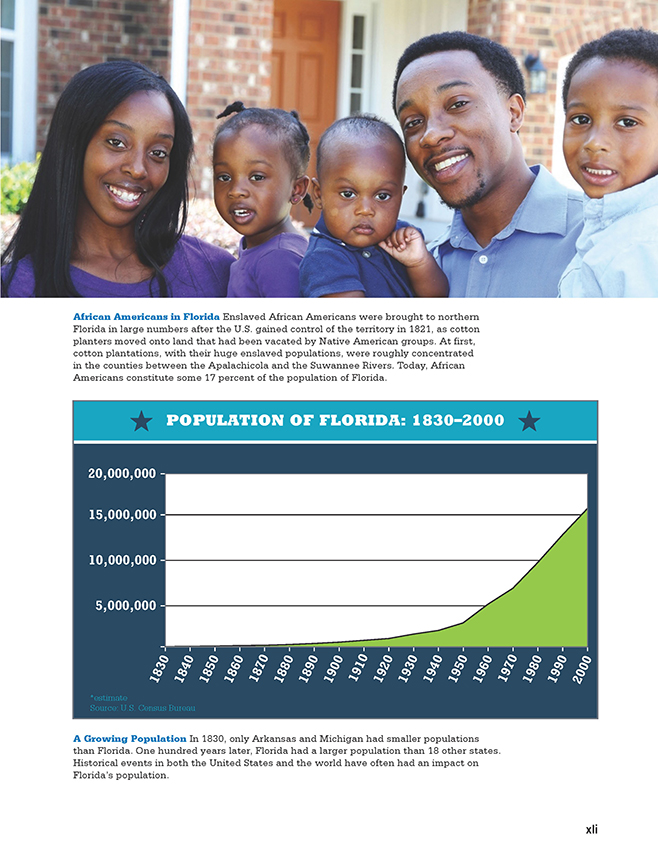 African Americans in Florida Enslaved African Americans were brought to northern
Florida in large numbers after the U.S. gained control of the territory in 1821, as cotton
planters moved onto land that had been vacated by Native American groups. At first,
cotton plantations, with their huge enslaved populations, were roughly concentrated
in the counties between the Apalachicola and the Suwannee Rivers. Today, African
Americans constitute some 17 percent of the population of Florida.
POPULATION OF FLORIDA: 1830–2000
20,000,000
15,000,000
10,000,000
5,000,000
1830 1840 1850 1860 1870 1880 1890 1900 1910 1920 1930 1940 1950 1960 1970 1980 1990 2000
*estimate
Source: U.S. Census Bureau
A Growing Population In 1830, only Arkansas and Michigan had smaller populations
than Florida. One hundred years later, Florida had a larger population than 18 other states.
Historical events in both the United States and the world have often had an impact on
Florida's population.
xli